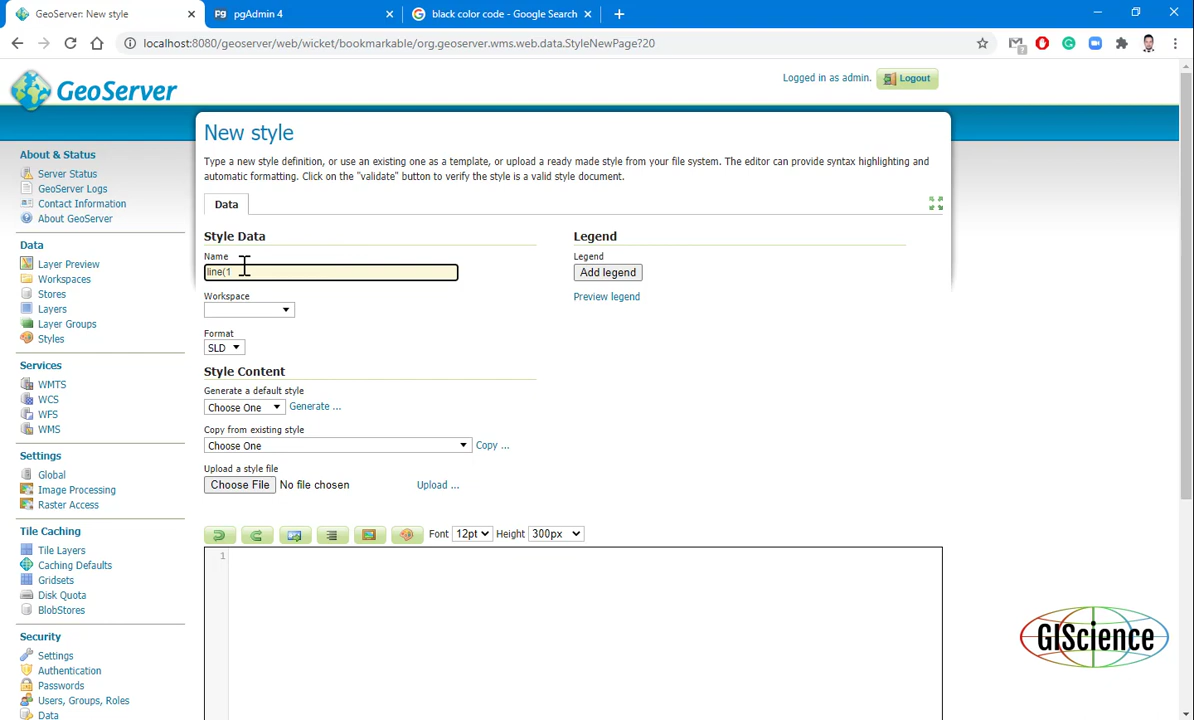 GeoServer: New style
pgAdmin 4
black color code - Google Search
localhost:8080/geoserver/web/wicket/bookmarkable/org.geoserver.wms.web.data.StyleNewPage?20
GeoServer
Logged in as admin.
Logout
About & Status
Server Status
GeoServer Logs
Contact Information
About GeoServer
Data
Layer Preview
Workspaces
Stores
Layers
Layer Groups
Styles
Services
WMTS
WCS
WFS
WMS
Settings
Global
Image Processing
Raster Access
Tile Caching
Tile Layers
Caching Defaults
Gridsets
Disk Quota
BlobStores
Security
Settings
Authentication
Passwords
Users, Groups, Roles
Data
New style
Type a new style definition, or use an existing one as a template, or upload a ready made style from your file system. The editor can provide syntax highlighting and
automatic formatting. Click on the "validate" button to verify the style is a valid style document.
Data
Style Data
Name
line(1
Workspace
Format
SLD
Style Content
Generate a default style
Choose One Generate ...
Copy from existing style
Choose One Copy ...
Upload a style file
Choose File No file chosen Upload ...
Legend
Legend
Add legend
Preview legend
Font 12pt Height 300px
1
GIScience